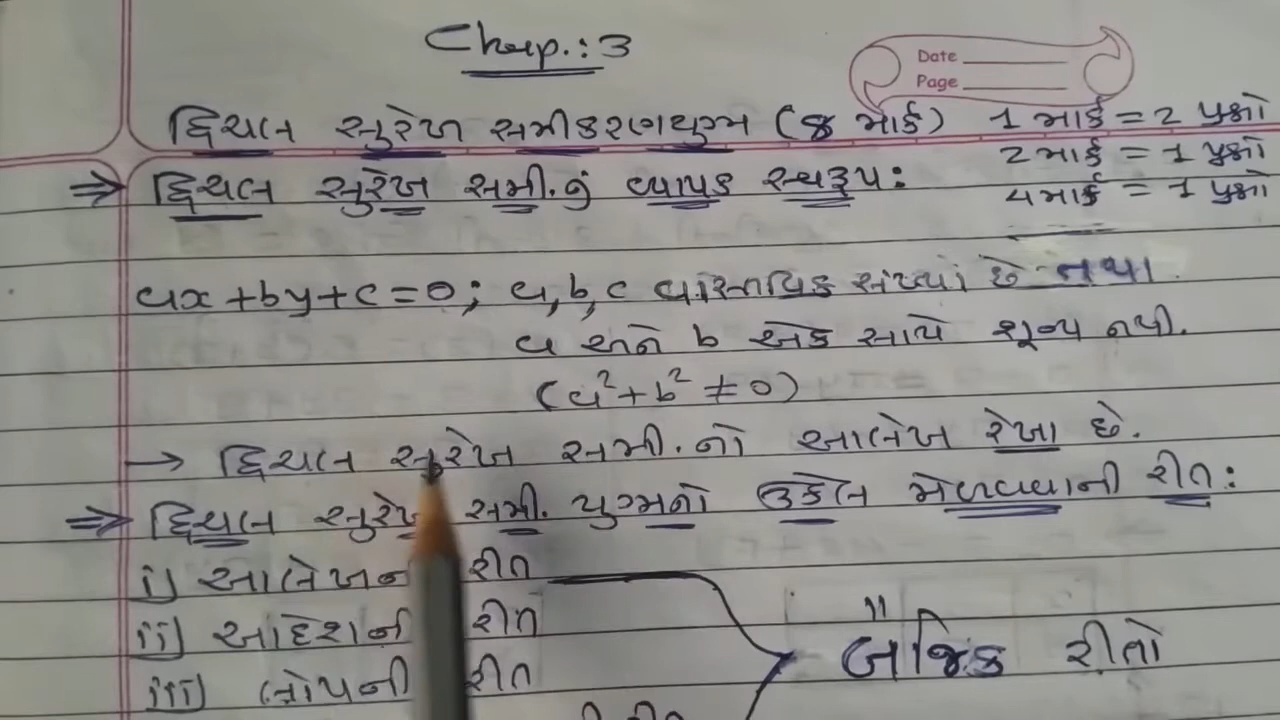 Chap.: 3
Date
Page
દ્વિચલ સુરેખ સમીકરણયુગ્મ (8 માર્ક) 1 માર્ક = 2 પ્રશ્નો
2 માર્ક = 1 પ્રશ્નો
4 માર્ક = 1 પ્રશ્નો
⇒ દ્વિચલ સુરેખ સમી. નું વ્યાપક સ્વરૂપ:
ax + by + c = 0; a, b, c વાસ્તવિક સંખ્યા છે તથા
a અને b એક સાથે શૂન્ય નથી.
(a² + b² ≠ 0)
→ દ્વિચલ સુરેખ સમી. નો આલેખ રેખા છે.
⇒ દ્વિચલ સુરેખ સમી. યુગ્મનો ઉકેલ મેળવવાની રીત:
i) આલેખની રીત
ii) આદેશની રીત
iii) લોપની રીત
"બૈજિક રીતો